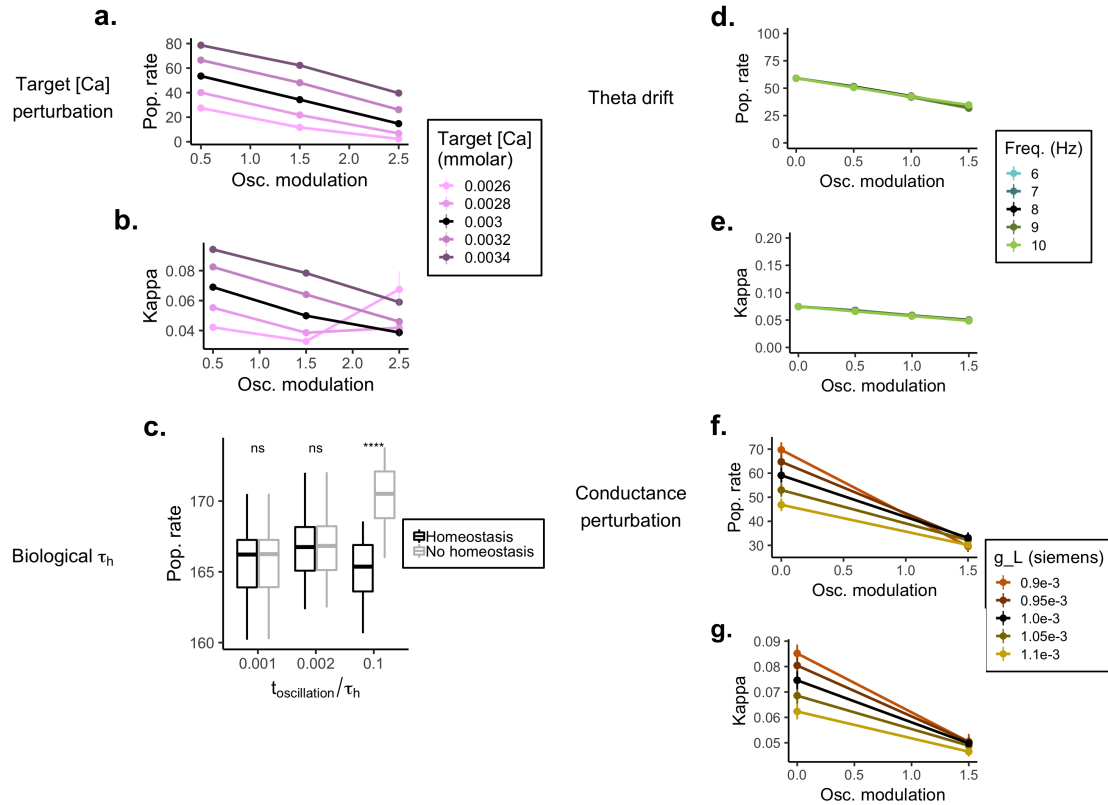 a.
Target [Ca]
perturbation
80
60
40
20
0
Pop. rate
0.5 1.0 1.5 2.0 2.5
Osc. modulation
b.
0.08
0.06
0.04
Kappa
0.5 1.0 1.5 2.0 2.5
Osc. modulation
Target [Ca]
(mmolar)
0.0026
0.0028
0.003
0.0032
0.0034
c.
Biological τh
ns ns ****
170
165
160
Pop. rate
0.001 0.002 0.1
toscillation/τh
Homeostasis
No homeostasis
d.
Theta drift
100
75
50
25
0
Pop. rate
0.0 0.5 1.0 1.5
Osc. modulation
e.
0.20
0.15
0.10
0.05
0.00
Kappa
0.0 0.5 1.0 1.5
Osc. modulation
Freq. (Hz)
6
7
8
9
10
f.
Conductance
perturbation
70
60
50
40
30
Pop. rate
0.0 0.5 1.0 1.5
Osc. modulation
g.
0.09
0.08
0.07
0.06
0.05
Kappa
0.0 0.5 1.0 1.5
Osc. modulation
g_L (siemens)
0.9e-3
0.95e-3
1.0e-3
1.05e-3
1.1e-3